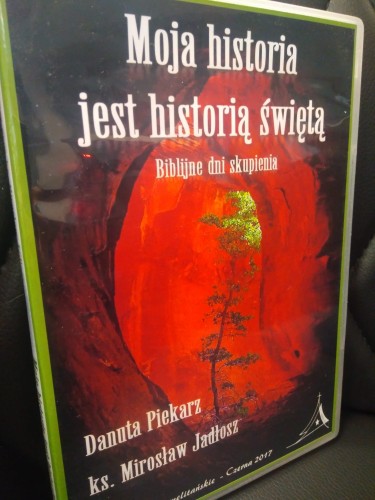 Moja historia
jest historią świętą
Biblijne dni skupienia
Danuta Piekarz
ks. Mirosław Jadłosz
- Czerna 2017